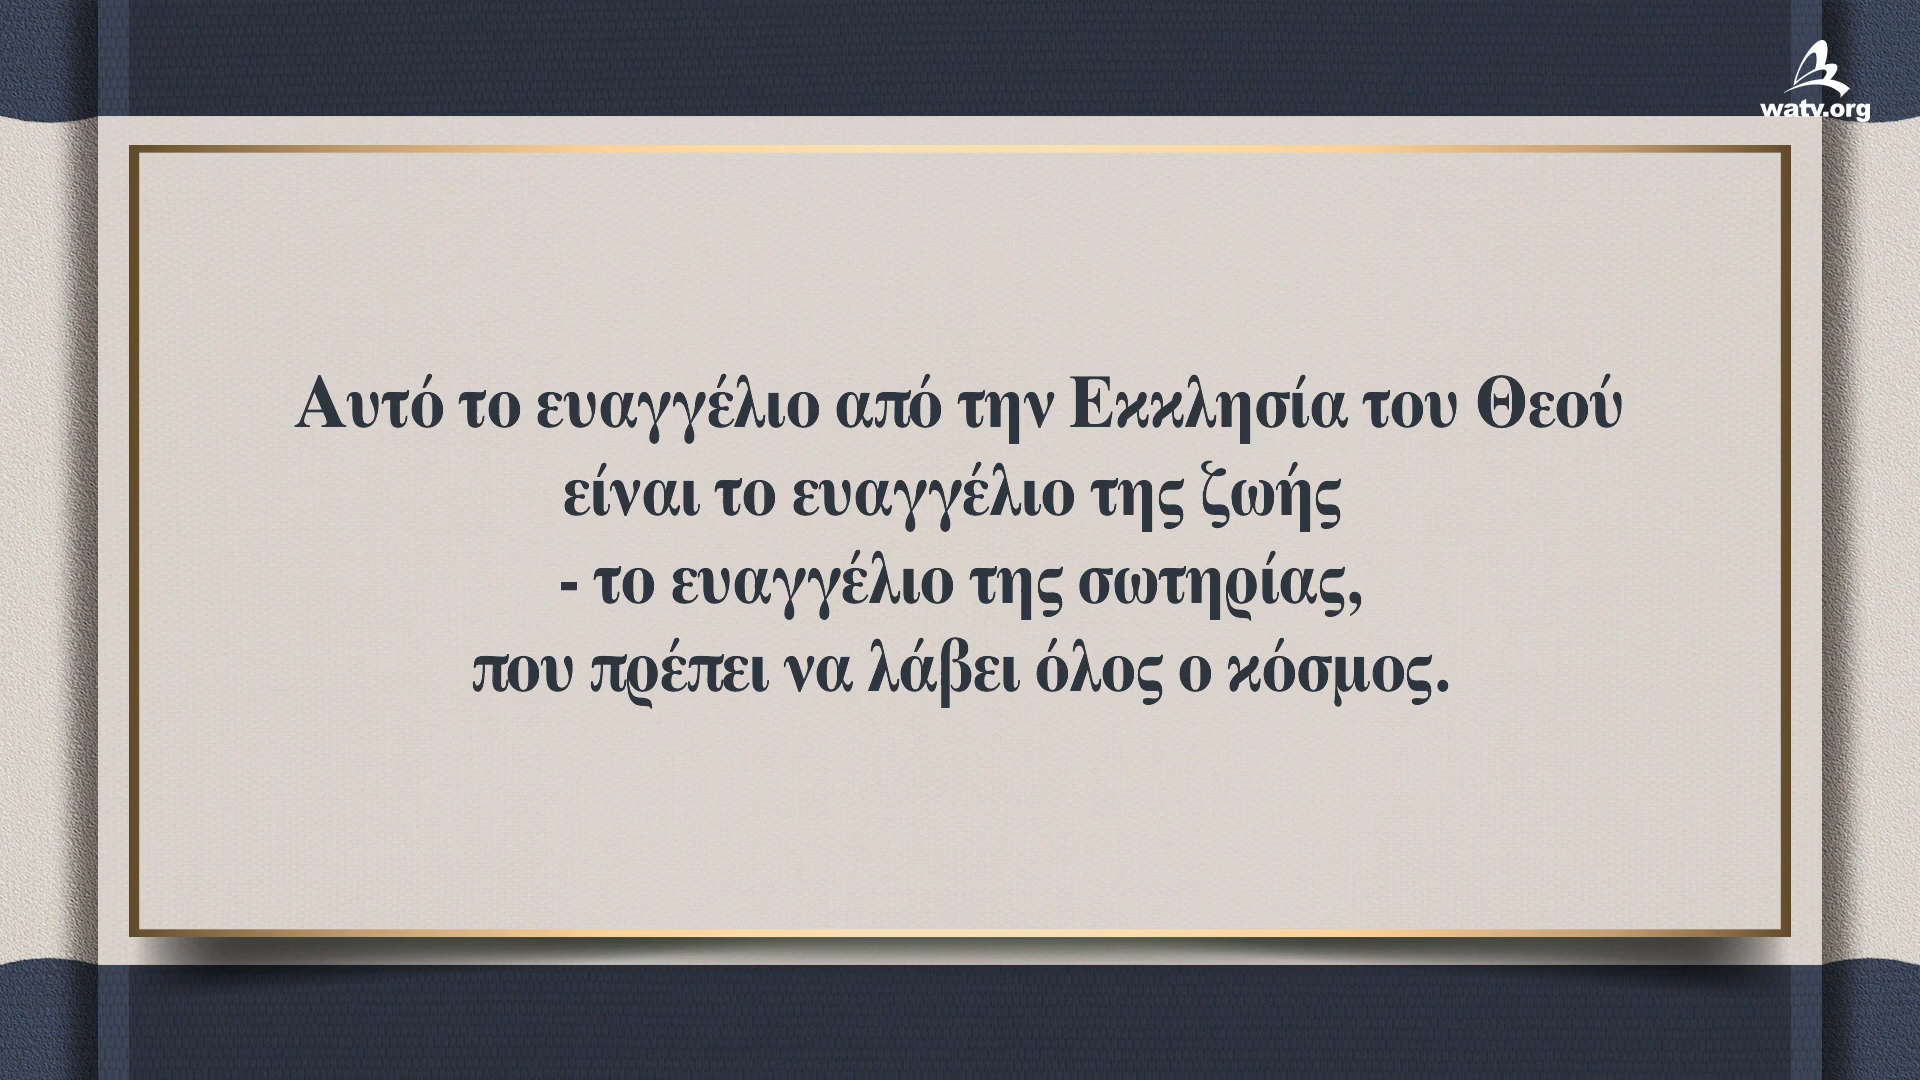 watv.org
Αυτό το ευαγγέλιο από την Εκκλησία του Θεού
είναι το ευαγγέλιο της ζωής
- το ευαγγέλιο της σωτηρίας,
που πρέπει να λάβει όλος ο κόσμος.